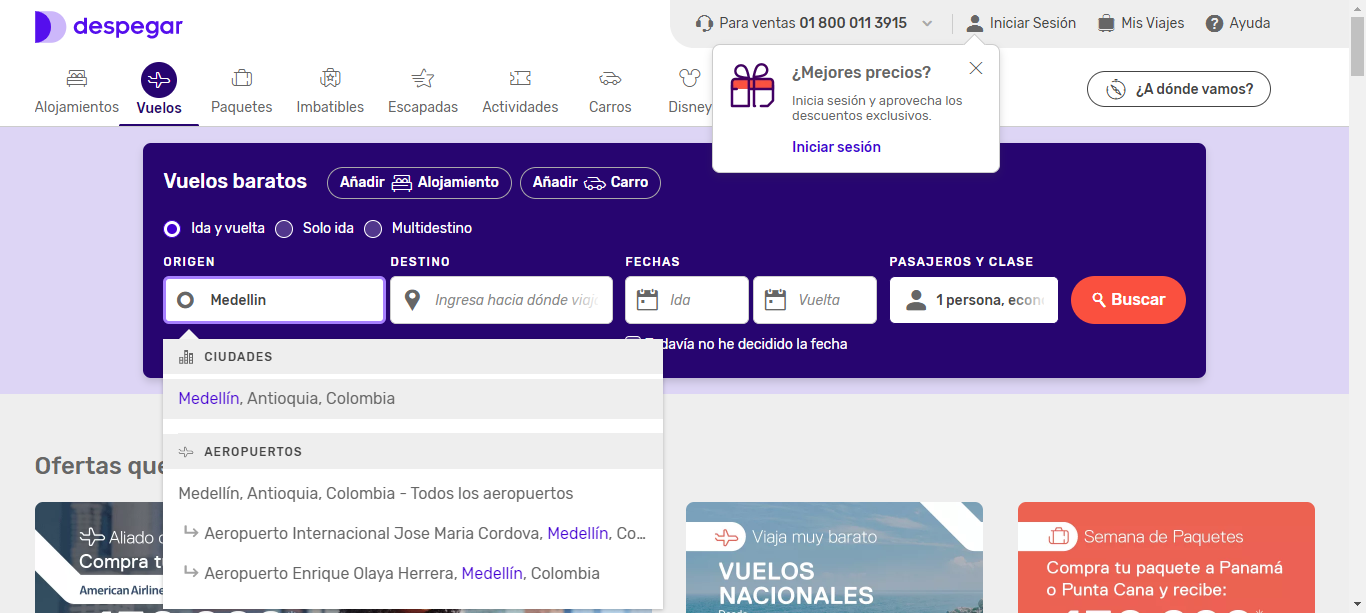 despegar
Para ventas 01 800 011 3915
Iniciar Sesión
Mis Viajes
Ayuda
Alojamientos
Vuelos
Paquetes
Imbatibles
Escapadas
Actividades
Carros
Disney
¿A dónde vamos?
¿Mejores precios?
Inicia sesión y aprovecha los
descuentos exclusivos.
Iniciar sesión
Vuelos baratos
Añadir Alojamiento
Añadir Carro
Ida y vuelta
Solo ida
Multidestino
ORIGEN
DESTINO
FECHAS
PASAJEROS Y CLASE
Medellin
Ingresa hacia dónde viaj
Ida
Vuelta
1 persona, econ
Buscar
davía no he decidido la fecha
CIUDADES
Medellín, Antioquia, Colombia
AEROPUERTOS
Medellín, Antioquia, Colombia - Todos los aeropuertos
Aeropuerto Internacional Jose Maria Cordova, Medellín, Co...
Aeropuerto Enrique Olaya Herrera, Medellín, Colombia
Ofertas que
Aliado
Compra tu
American Airline
Viaja muy barato
VUELOS
NACIONALES
Desde
Semana de Paquetes
Compra tu paquete a Panamá
o Punta Cana y recibe: